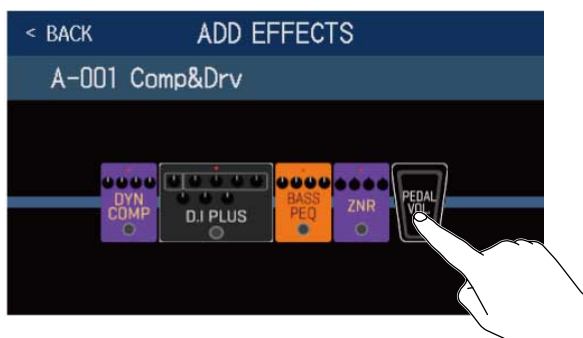 < BACK ADD EFFECTS
A-001 Comp&Drv
DYN
COMP
D.I PLUS
BASS
PEQ
ZNR
PEDAL
VOL